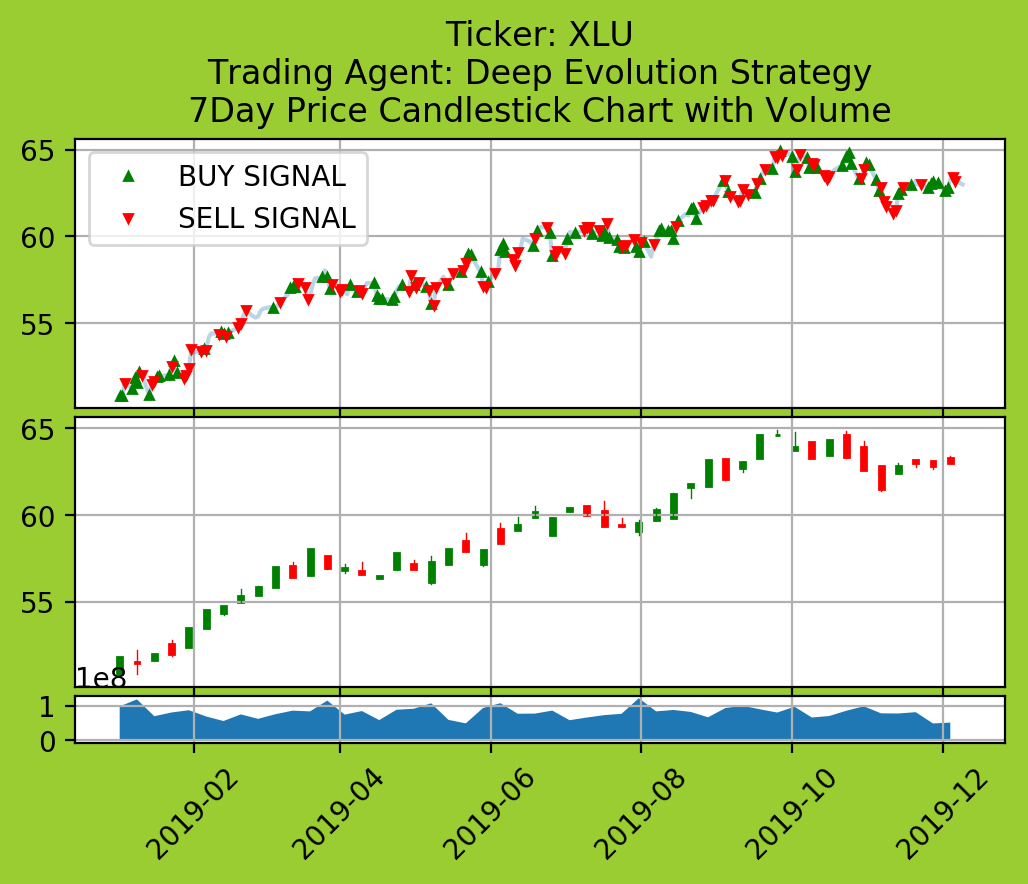 Ticker: XLU
Trading Agent: Deep Evolution Strategy
7Day Price Candlestick Chart with Volume
65
BUY SIGNAL
SELL SIGNAL
60
55
65
60
55
1e8
1
0
2019-02
2019-04
2019-06
2019-08
2019-10
2019-12